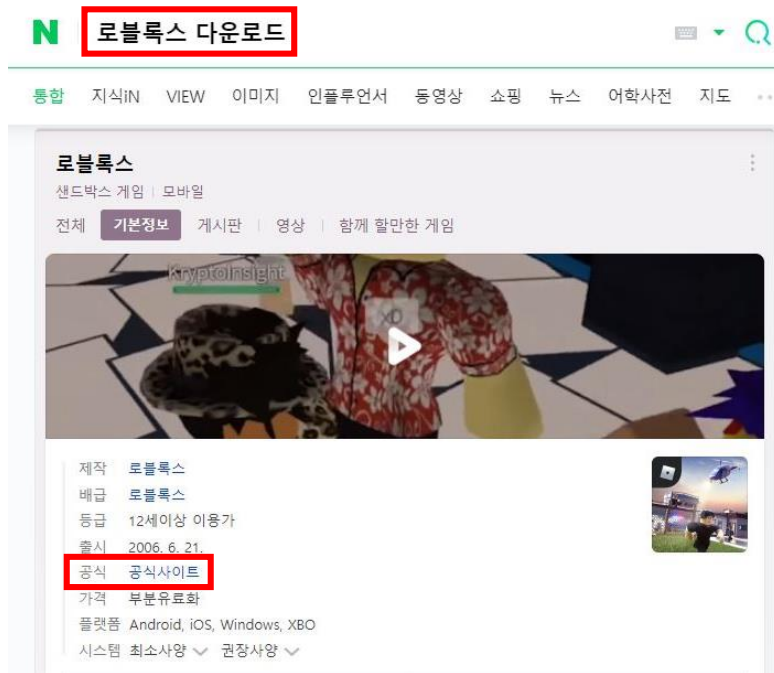 N 로블록스 다운로드
통합 지식iN VIEW 이미지 인플루언서 동영상 쇼핑 뉴스 어학사전 지도
로블록스
샌드박스 게임 모바일
전체 기본정보 게시판 영상 함께 할만한 게임
KryptoInsight
XD
제작 로블록스
배급 로블록스
등급 12세이상 이용가
출시 2006. 6. 21.
공식 공식사이트
가격 부분유료화
플랫폼 Android, iOS, Windows, XBO
시스템 최소사양 권장사양